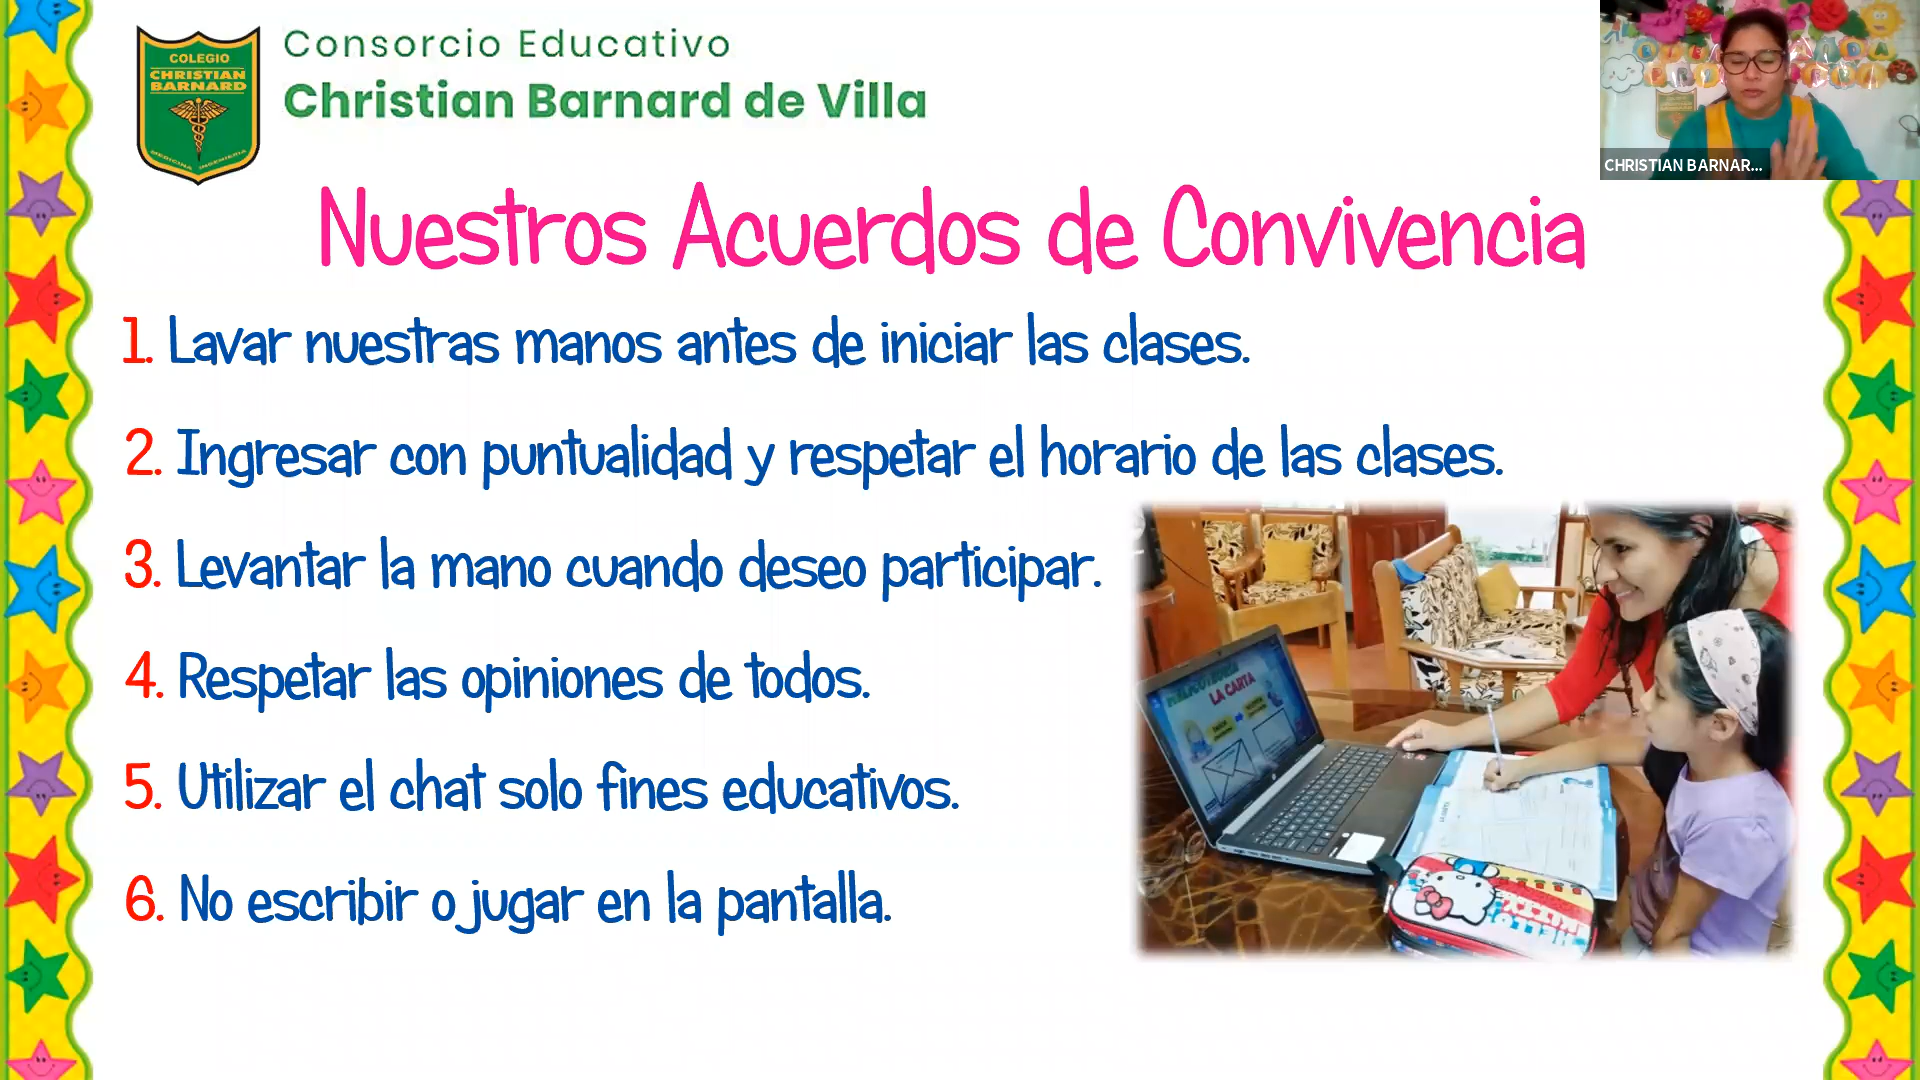 COLEGIO
CHRISTIAN
BARNARD
MEDICINA INGENIERIA
Consorcio Educativo
Christian Barnard de Villa
CHRISTIAN BARNAR...
Nuestros Acuerdos de Convivencia
1. Lavar nuestras manos antes de iniciar las clases.
2. Ingresar con puntualidad y respetar el horario de las clases.
3. Levantar la mano cuando deseo participar.
4. Respetar las opiniones de todos.
5. Utilizar el chat solo fines educativos.
6. No escribir o jugar en la pantalla.
LA CARTA